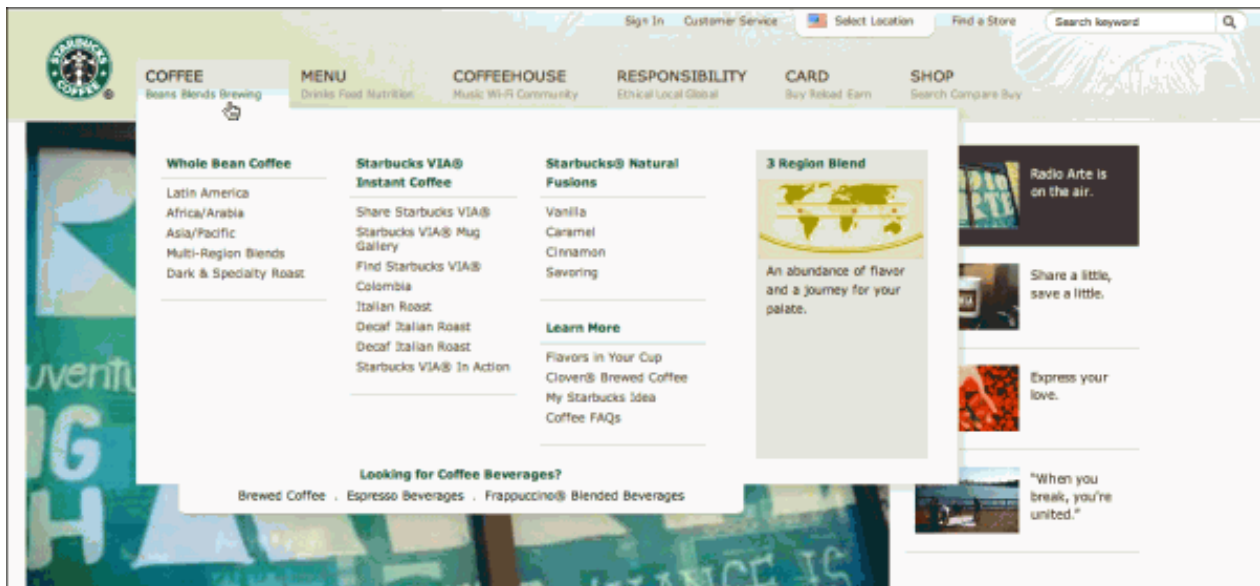 Sign In Customer Service Select Location Find a Store Search keyword
STARBUCKS
COFFEE
COFFEE MENU COFFEEHOUSE RESPONSIBILITY CARD SHOP
Beans Blends Brewing Drinks Food Nutrition Music Wi-Fi Community Ethical Local Global Buy Reload Earn Search Compare Buy
Whole Bean Coffee
Latin America
Africa/Arabia
Asia/Pacific
Multi-Region Blends
Dark & Specialty Roast
Starbucks VIA®
Instant Coffee
Share Starbucks VIA®
Starbucks VIA® Mug
Gallery
Find Starbucks VIA®
Colombia
Italian Roast
Decaf Italian Roast
Decaf Italian Roast
Starbucks VIA® In Action
Starbucks® Natural
Fusions
Vanilla
Caramel
Cinnamon
Savoring
Learn More
Flavors in Your Cup
Clover® Brewed Coffee
My Starbucks Idea
Coffee FAQs
3 Region Blend
An abundance of flavor
and a journey for your
palate.
Looking for Coffee Beverages?
Brewed Coffee . Espresso Beverages . Frappuccino® Blended Beverages
Radio Arte is
on the air.
Share a little,
save a little.
Express your
love.
"When you
break, you're
united."